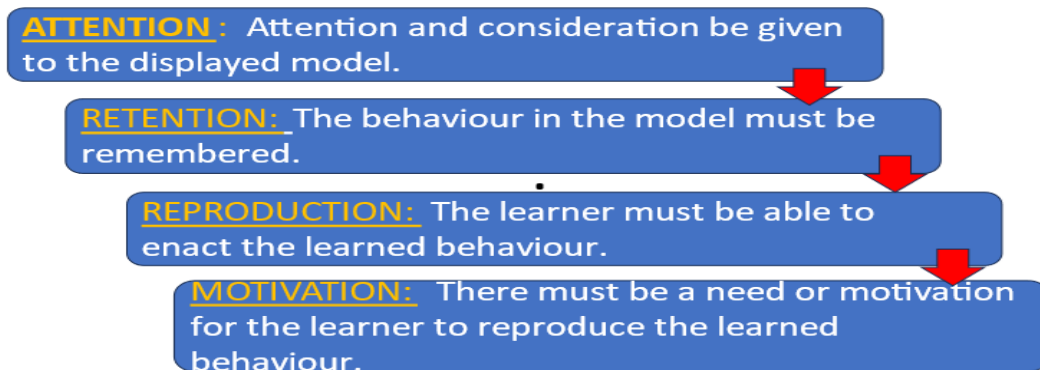 ATTENTION : Attention and consideration be given
to the displayed model.
RETENTION: The behaviour in the model must be
remembered.
REPRODUCTION: The learner must be able to
enact the learned behaviour.
MOTIVATION: There must be a need or motivation
for the learner to reproduce the learned
behaviour.